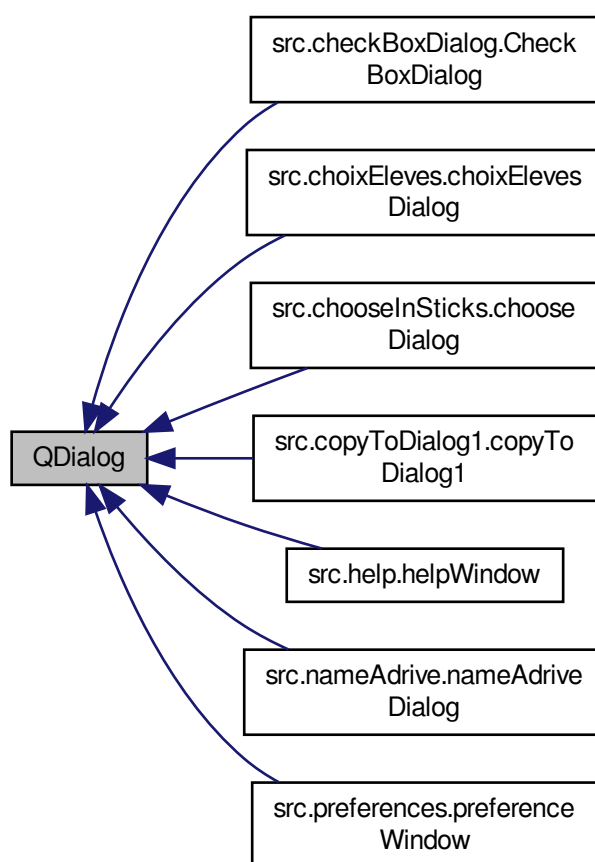 src.checkBoxDialog.Check
BoxDialog
src.choixEleves.choixEleves
Dialog
src.chooseInSticks.choose
Dialog
QDialog
src.copyToDialog1.copyTo
Dialog1
src.help.helpWindow
src.nameAdrive.nameAdrive
Dialog
src.preferences.preference
Window